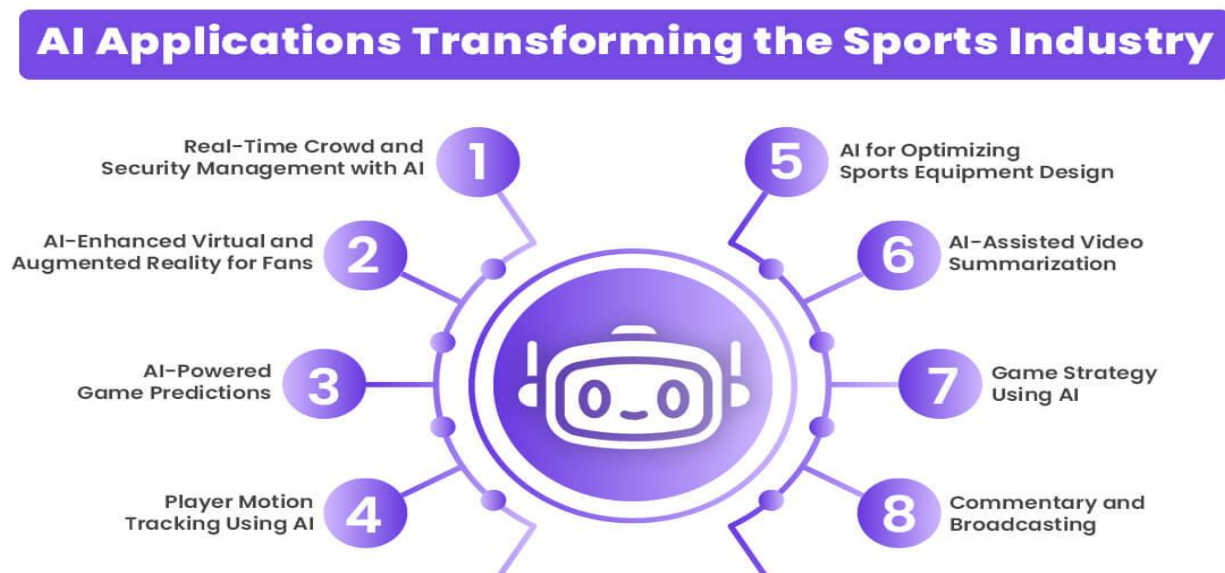 AI Applications Transforming the Sports Industry
1
Real-Time Crowd and
Security Management with AI
2
AI-Enhanced Virtual and
Augmented Reality for Fans
3
AI-Powered
Game Predictions
4
Player Motion
Tracking Using AI
5
AI for Optimizing
Sports Equipment Design
6
AI-Assisted Video
Summarization
7
Game Strategy
Using AI
8
Commentary and
Broadcasting